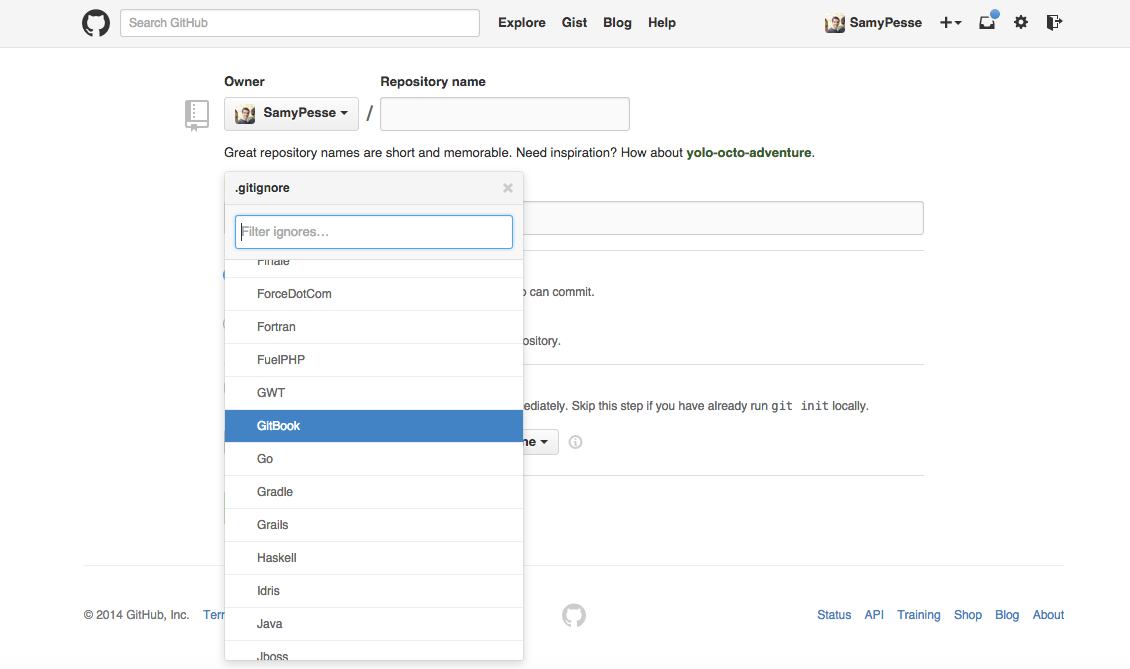 Search GitHub Explore Gist Blog Help SamyPesse
Owner Repository name
SamyPesse /
Great repository names are short and memorable. Need inspiration? How about yolo-octo-adventure.
.gitignore
Filter ignores…
Finale
ForceDotCom
can commit.
Fortran
ository.
FuelPHP
GWT
ediately. Skip this step if you have already run git init locally.
GitBook
ne
Go
Gradle
Grails
Haskell
Idris
Java
© 2014 GitHub, Inc. Terr Status API Training Shop Blog About
Jboss